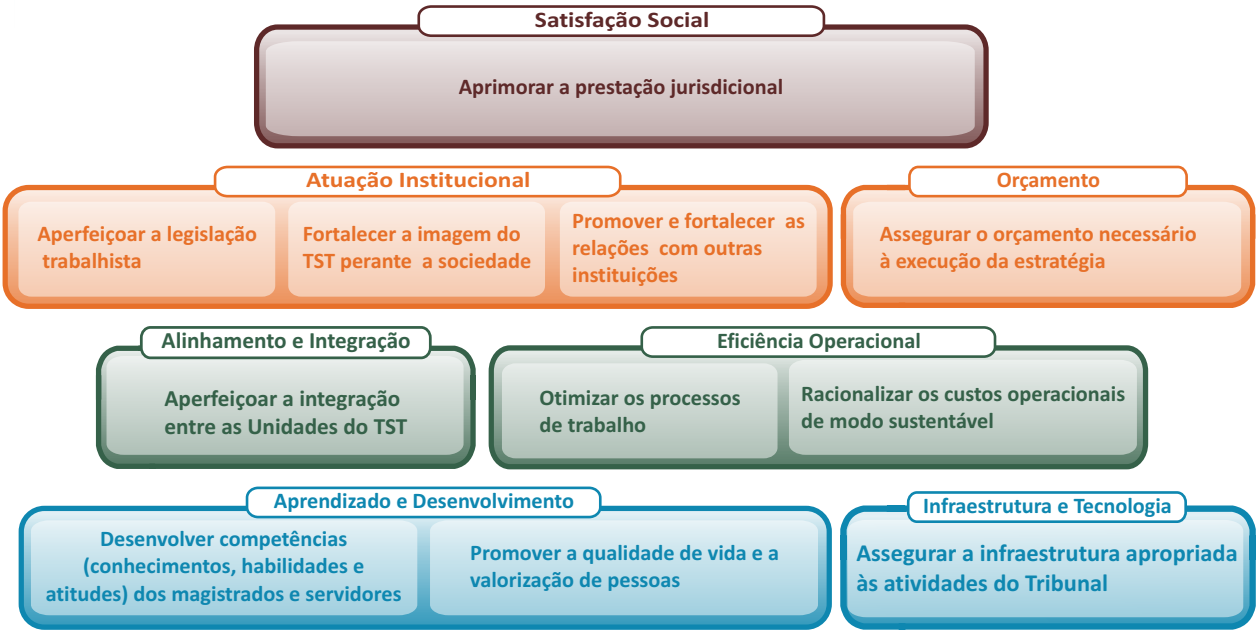 Satisfação Social
Aprimorar a prestação jurisdicional
Atuação Institucional
Aperfeiçoar a legislação
trabalhista
Fortalecer a imagem do
TST perante a sociedade
Promover e fortalecer as
relações com outras
instituições
Orçamento
Assegurar o orçamento necessário
à execução da estratégia
Alinhamento e Integração
Aperfeiçoar a integração
entre as Unidades do TST
Eficiência Operacional
Otimizar os processos
de trabalho
Racionalizar os custos operacionais
de modo sustentável
Aprendizado e Desenvolvimento
Desenvolver competências
(conhecimentos, habilidades e
atitudes) dos magistrados e servidores
Promover a qualidade de vida e a
valorização de pessoas
Infraestrutura e Tecnologia
Assegurar a infraestrutura apropriada
às atividades do Tribunal